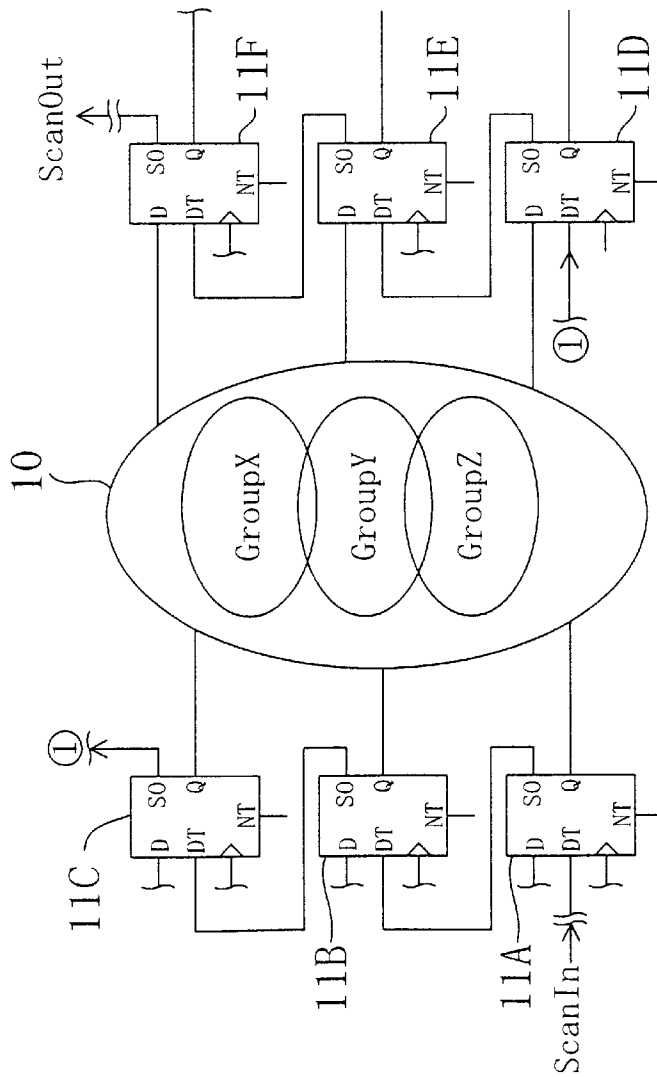 10
①
11C
D
SO
DT
Q
NT
11B
D
SO
DT
Q
NT
11A
D
SO
DT
Q
NT
ScanIn
GroupX
GroupY
GroupZ
ScanOut
11F
D
SO
DT
Q
NT
11E
D
SO
DT
Q
NT
11D
D
SO
DT
Q
NT
①